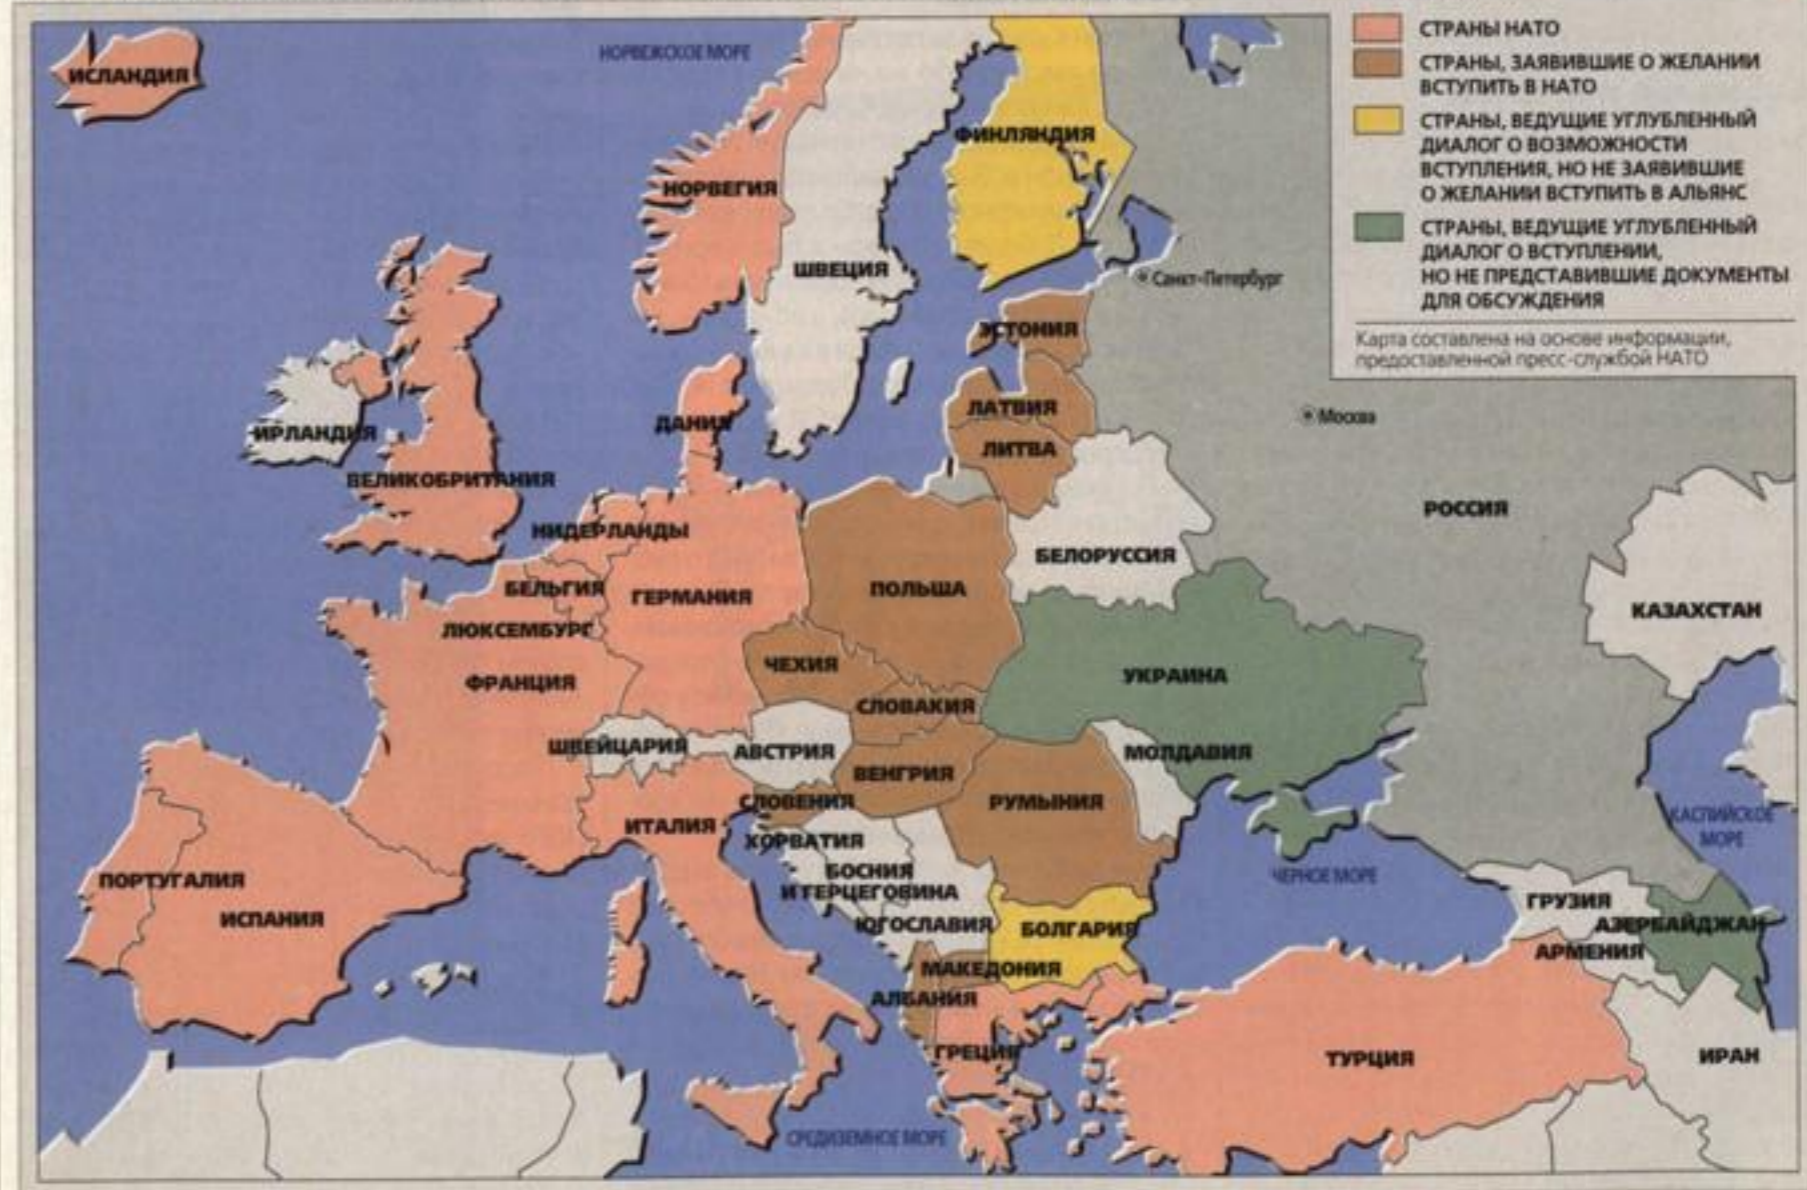 СТРАНЫ НАТО
СТРАНЫ, ЗАЯВИВШИЕ О ЖЕЛАНИИ
ВСТУПИТЬ В НАТО
СТРАНЫ, ВЕДУЩИЕ УГЛУБЛЕННЫЙ
ДИАЛОГ О ВОЗМОЖНОСТИ
ВСТУПЛЕНИЯ, НО НЕ ЗАЯВИВШИЕ
О ЖЕЛАНИИ ВСТУПИТЬ В АЛЬЯНС
СТРАНЫ, ВЕДУЩИЕ УГЛУБЛЕННЫЙ
ДИАЛОГ О ВСТУПЛЕНИИ,
НО НЕ ПРЕДСТАВИВШИЕ ДОКУМЕНТЫ
ДЛЯ ОБСУЖДЕНИЯ
Карта составлена на основе информации,
предоставленной пресс-службой НАТО
НОРВЕЖСКОЕ МОРЕ
ИСЛАНДИЯ
ФИНЛЯНДИЯ
НОРВЕГИЯ
ШВЕЦИЯ
Санкт-Петербург
ЭСТОНИЯ
ЛАТВИЯ
Москва
ДАНИЯ
ИРЛАНДИЯ
ЛИТВА
ВЕЛИКОБРИТАНИЯ
РОССИЯ
НИДЕРЛАНДЫ
БЕЛОРУССИЯ
БЕЛЬГИЯ
ГЕРМАНИЯ
ПОЛЬША
КАЗАХСТАН
ЛЮКСЕМБУРГ
ЧЕХИЯ
УКРАИНА
ФРАНЦИЯ
СЛОВАКИЯ
ШВЕЙЦАРИЯ
АВСТРИЯ
МОЛДАВИЯ
ВЕНГРИЯ
СЛОВЕНИЯ
РУМЫНИЯ
ИТАЛИЯ
КАСПИЙСКОЕ
МОРЕ
ХОРВАТИЯ
БОСНИЯ
И ГЕРЦЕГОВИНА
ЧЕРНОЕ МОРЕ
ПОРТУГАЛИЯ
ИСПАНИЯ
ЮГОСЛАВИЯ
БОЛГАРИЯ
ГРУЗИЯ
АЗЕРБАЙДЖАН
АРМЕНИЯ
МАКЕДОНИЯ
АЛБАНИЯ
ГРЕЦИЯ
ТУРЦИЯ
ИРАН
СРЕДИЗЕМНОЕ МОРЕ